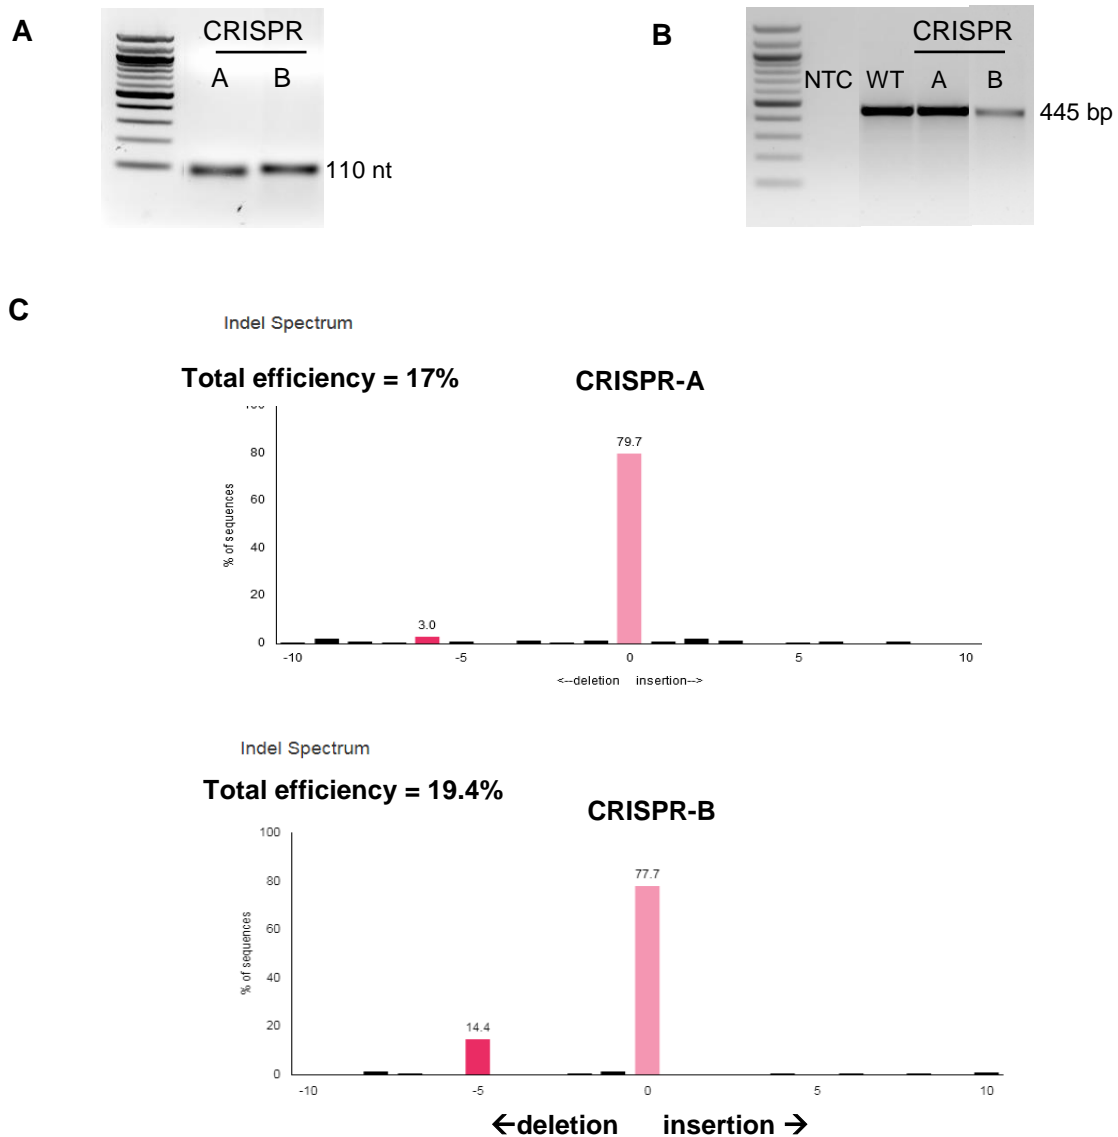 A
CRISPR
A B
110 nt
B
CRISPR
NTC WT A B
445 bp
C
Indel Spectrum
Total efficiency = 17%
CRISPR-A
100
80
60
40
20
0
% of sequences
79.7
3.0
-10 -5 0 5 10
<--deletion insertion-->
Indel Spectrum
Total efficiency = 19.4%
CRISPR-B
100
80
60
40
20
0
% of sequences
77.7
14.4
-10 -5 0 5 10
←deletion insertion →